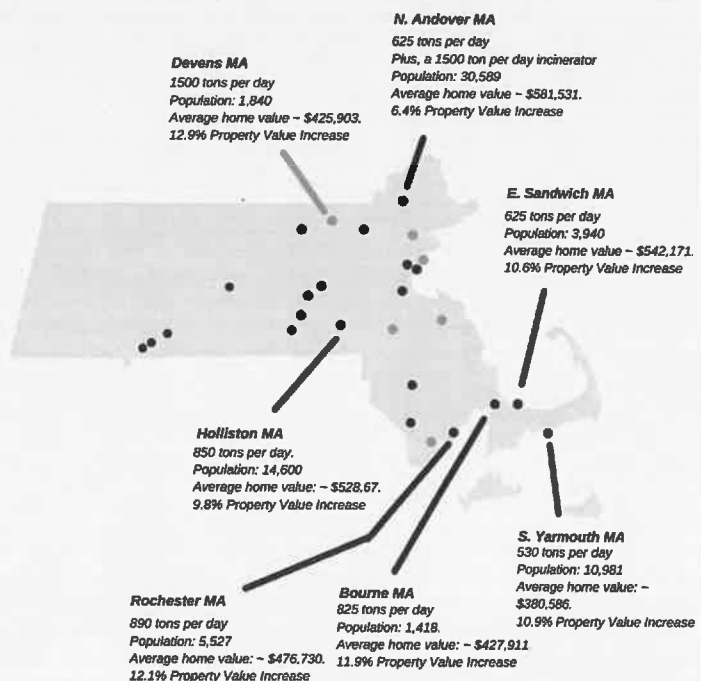 N. Andover MA
625 tons per day
Plus, a 1500 ton per day incinerator
Population: 30,589
Average home value ~ $581,531.
6.4% Property Value Increase
Devens MA
1500 tons per day
Population: 1,840
Average home value ~ $425,903.
12.9% Property Value Increase
E. Sandwich MA
625 tons per day
Population: 3,940
Average home value ~ $542,171.
10.6% Property Value Increase
Holliston MA
850 tons per day.
Population: 14,600
Average home value: ~ $528,67.
9.8% Property Value Increase
S. Yarmouth MA
530 tons per day
Population: 10,981
Average home value: ~
$380,586.
10.9% Property Value Increase
Rochester MA
890 tons per day
Population: 5,527
Average home value: ~ $476,730.
12.1% Property Value Increase
Bourne MA
825 tons per day
Population: 1,418.
Average home value: ~ $427,911
11.9% Property Value Increase